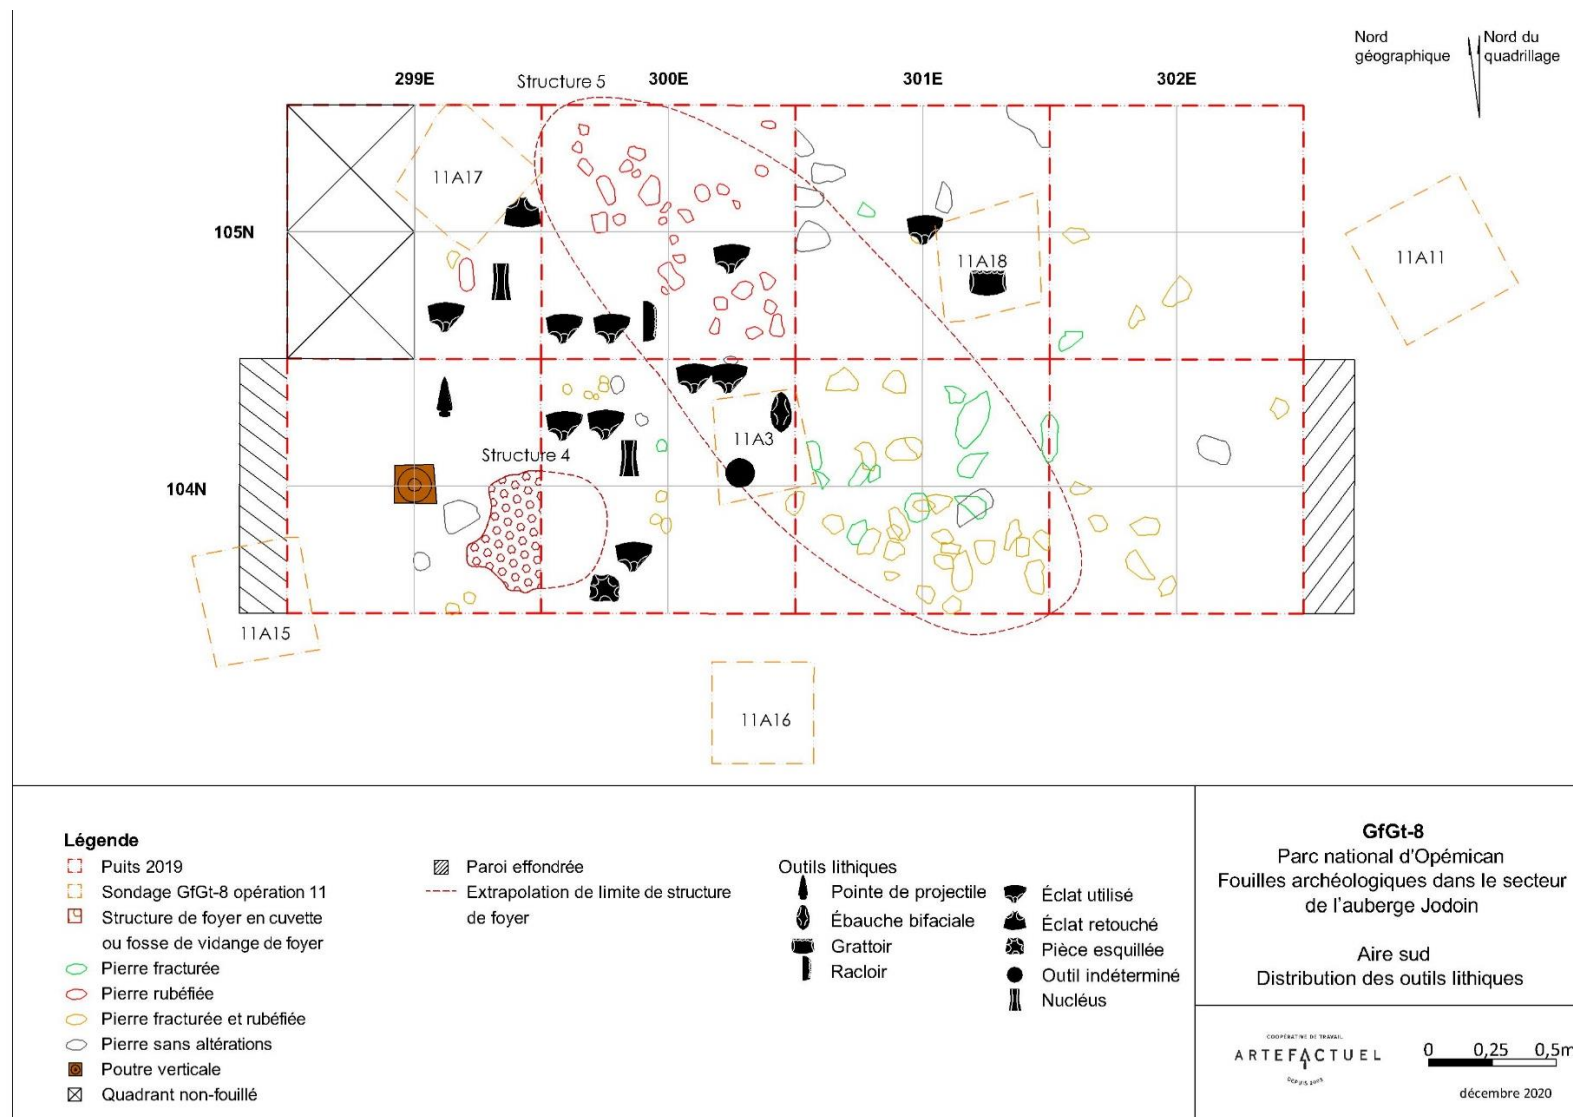 Nord
géographique
Nord du
quadrillage
299E
300E
301E
302E
Structure 5
11A17
105N
11A18
11A11
11A3
Structure 4
104N
11A15
11A16
Légende
Puits 2019
Sondage GfGt-8 opération 11
Structure de foyer en cuvette
ou fosse de vidange de foyer
Pierre fracturée
Pierre rubéfiée
Pierre fracturée et rubéfiée
Pierre sans altérations
Poutre verticale
Quadrant non-fouillé
Paroi effondrée
Extrapolation de limite de structure
de foyer
Outils lithiques
Pointe de projectile
Ébauche bifaciale
Grattoir
Racloir
Éclat utilisé
Éclat retouché
Pièce esquillée
Outil indéterminé
Nucléus
GfGt-8
Parc national d'Opémican
Fouilles archéologiques dans le secteur
de l'auberge Jodoin
Aire sud
Distribution des outils lithiques
COOPÉRATIVE DE TRAVAIL
ARTEFACTUEL
0 0,25 0,5m
décembre 2020